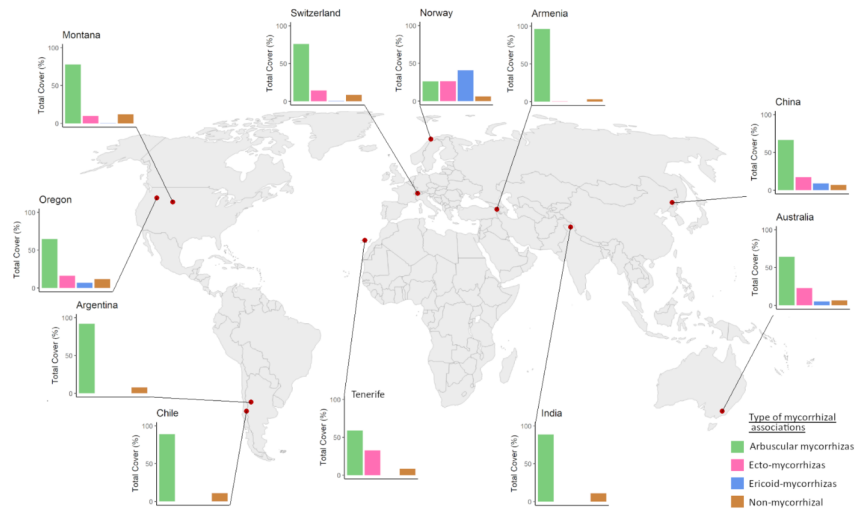 Montana
Total Cover (%)
100
50
0
Switzerland
Total Cover (%)
100
50
0
Norway
Total Cover (%)
100
50
0
Armenia
Total Cover (%)
100
50
0
China
Total Cover (%)
100
50
0
Oregon
Total Cover (%)
100
50
0
Australia
Total Cover (%)
100
50
0
Argentina
Total Cover (%)
100
50
0
Chile
Total Cover (%)
100
50
0
Tenerife
Total Cover (%)
100
50
0
India
Total Cover (%)
100
50
0
Type of mycorrhizal
associations
Arbuscular mycorrhizas
Ecto-mycorrhizas
Ericoid-mycorrhizas
Non-mycorrhizal